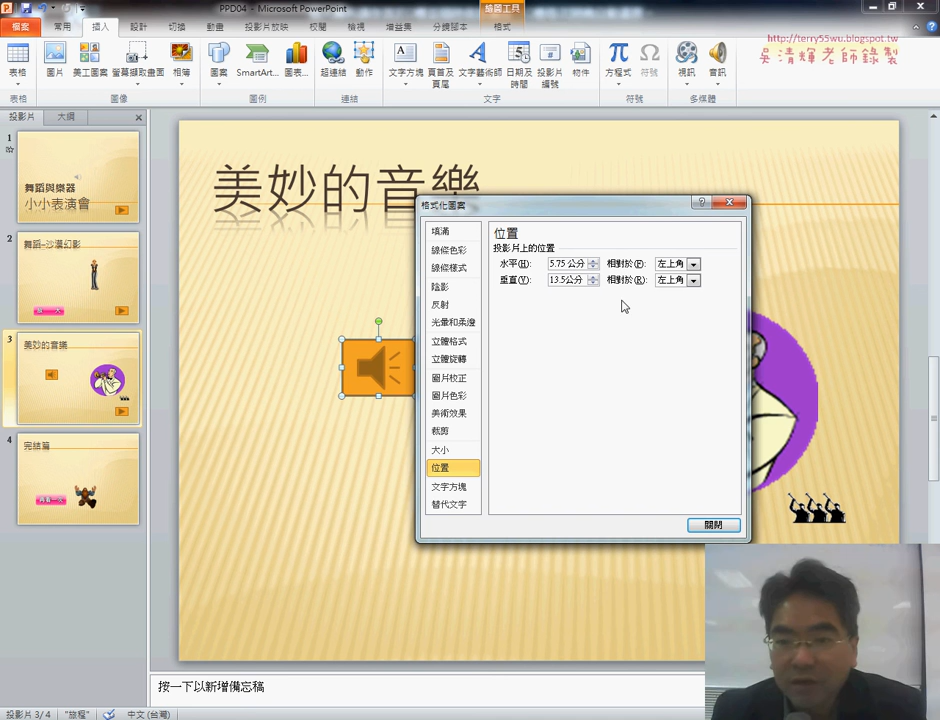 PPD04 - Microsoft PowerPoint
繪圖工具
檔案 常用 插入 設計 切換 動畫 投影片放映 校閱 檢視 增益集 分鏡腳本 格式
http://terry55wu.blogspot.tw
吳清輝老師錄製
表格 圖片 美工圖案 螢幕擷取畫面 相簿 圖案 SmartArt... 圖表... 超連結 動作 文字方塊 頁首及頁尾 文字藝術師 日期及時間 投影片編號 物件 方程式 符號 視訊 音訊
表格 圖像 圖例 連結 文字 符號 多媒體
投影片 大綱
1
舞蹈與樂器
小小表演會
2
舞蹈-沙漠幻影
3
美妙的音樂
4
完結篇
美妙的音樂
格式化圖案
填滿
線條色彩
線條樣式
陰影
反射
光暈和柔邊
立體格式
立體旋轉
圖片校正
圖片色彩
美術效果
裁剪
大小
位置
文字方塊
替代文字
位置
投影片上的位置
水平(H): 5.75 公分 相對於(F): 左上角
垂直(V): 13.5公分 相對於(R): 左上角
關閉
按一下以新增備忘稿
投影片 3/4 "旅程" 中文 (台灣)